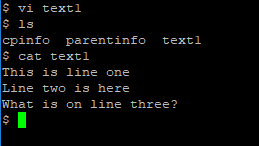 $ vi text1
$ ls
cpinfo  parentinfo  text1
$ cat text1
This is line one
Line two is here
What is on line three?
$